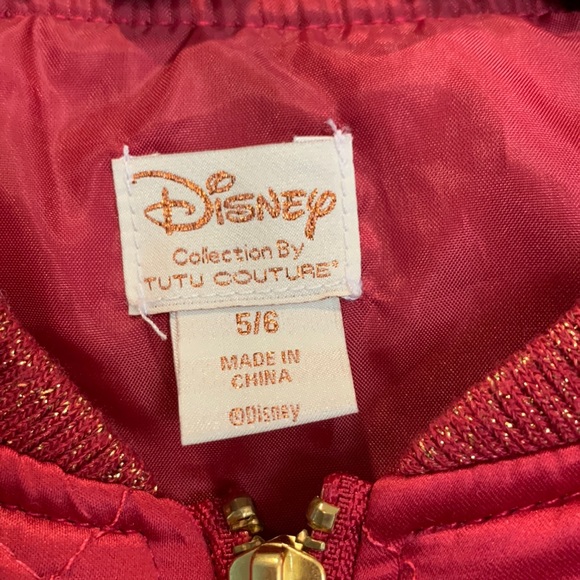 Disney
Collection By
TUTU COUTURE®
5/6
MADE IN
CHINA
©Disney